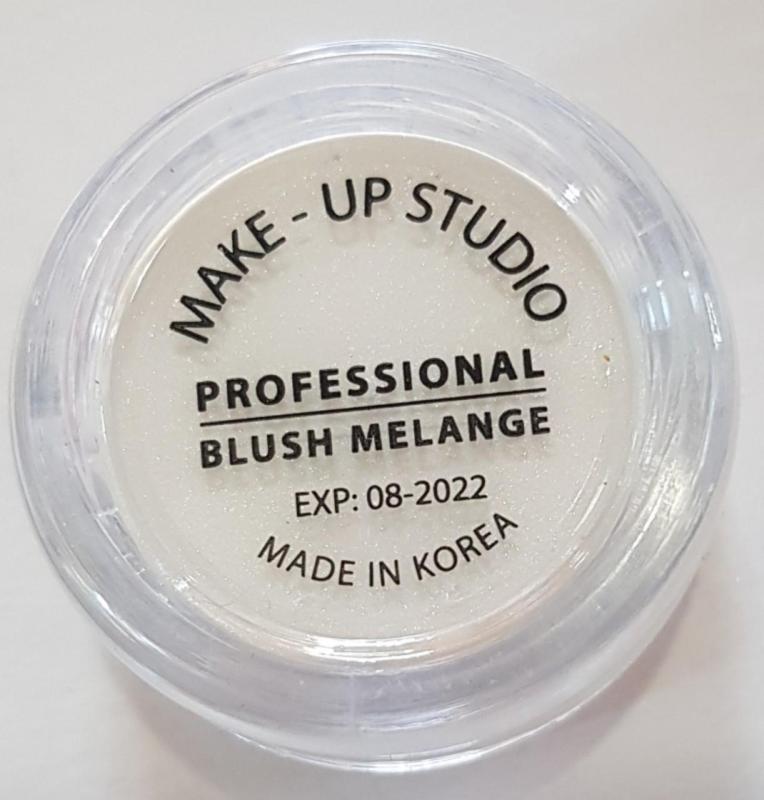 MAKE - UP STUDIO
PROFESSIONAL
BLUSH MELANGE
EXP: 08-2022
MADE IN KOREA